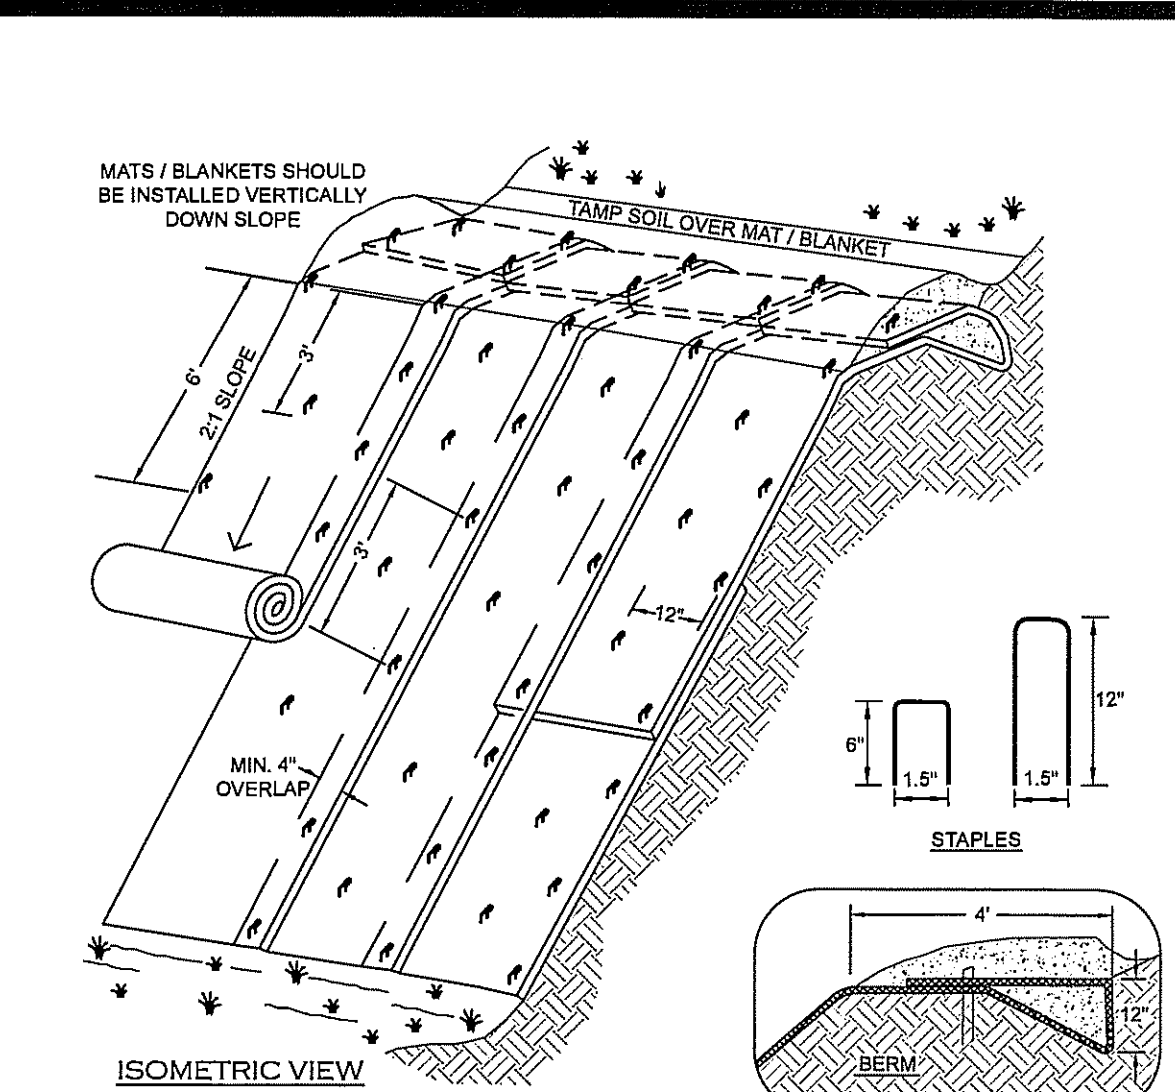 MATS / BLANKETS SHOULD
BE INSTALLED VERTICALLY
DOWN SLOPE
TAMP SOIL OVER MAT / BLANKET
6'
2:1 SLOPE
3'
3'
12"
MIN. 4"
OVERLAP
6"
1.5"
12"
1.5"
STAPLES
4'
12"
BERM
ISOMETRIC VIEW